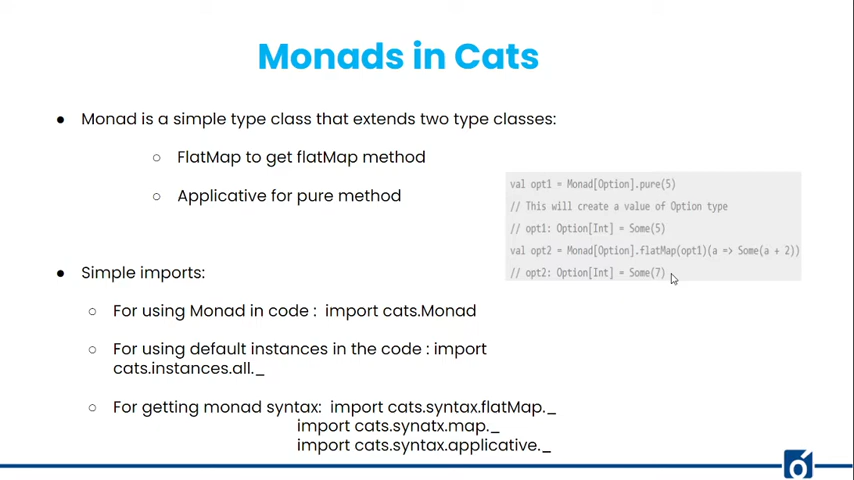 Monads in Cats
● Monad is a simple type class that extends two type classes:
○ FlatMap to get flatMap method
○ Applicative for pure method
val opt1 = Monad[Option].pure(5)
// This will create a value of Option type
// opt1: Option[Int] = Some(5)
val opt2 = Monad[Option].flatMap(opt1)(a => Some(a + 2))
// opt2: Option[Int] = Some(7)
● Simple imports:
○ For using Monad in code : import cats.Monad
○ For using default instances in the code : import
cats.instances.all._
○ For getting monad syntax: import cats.syntax.flatMap._
import cats.synatx.map._
import cats.syntax.applicative._